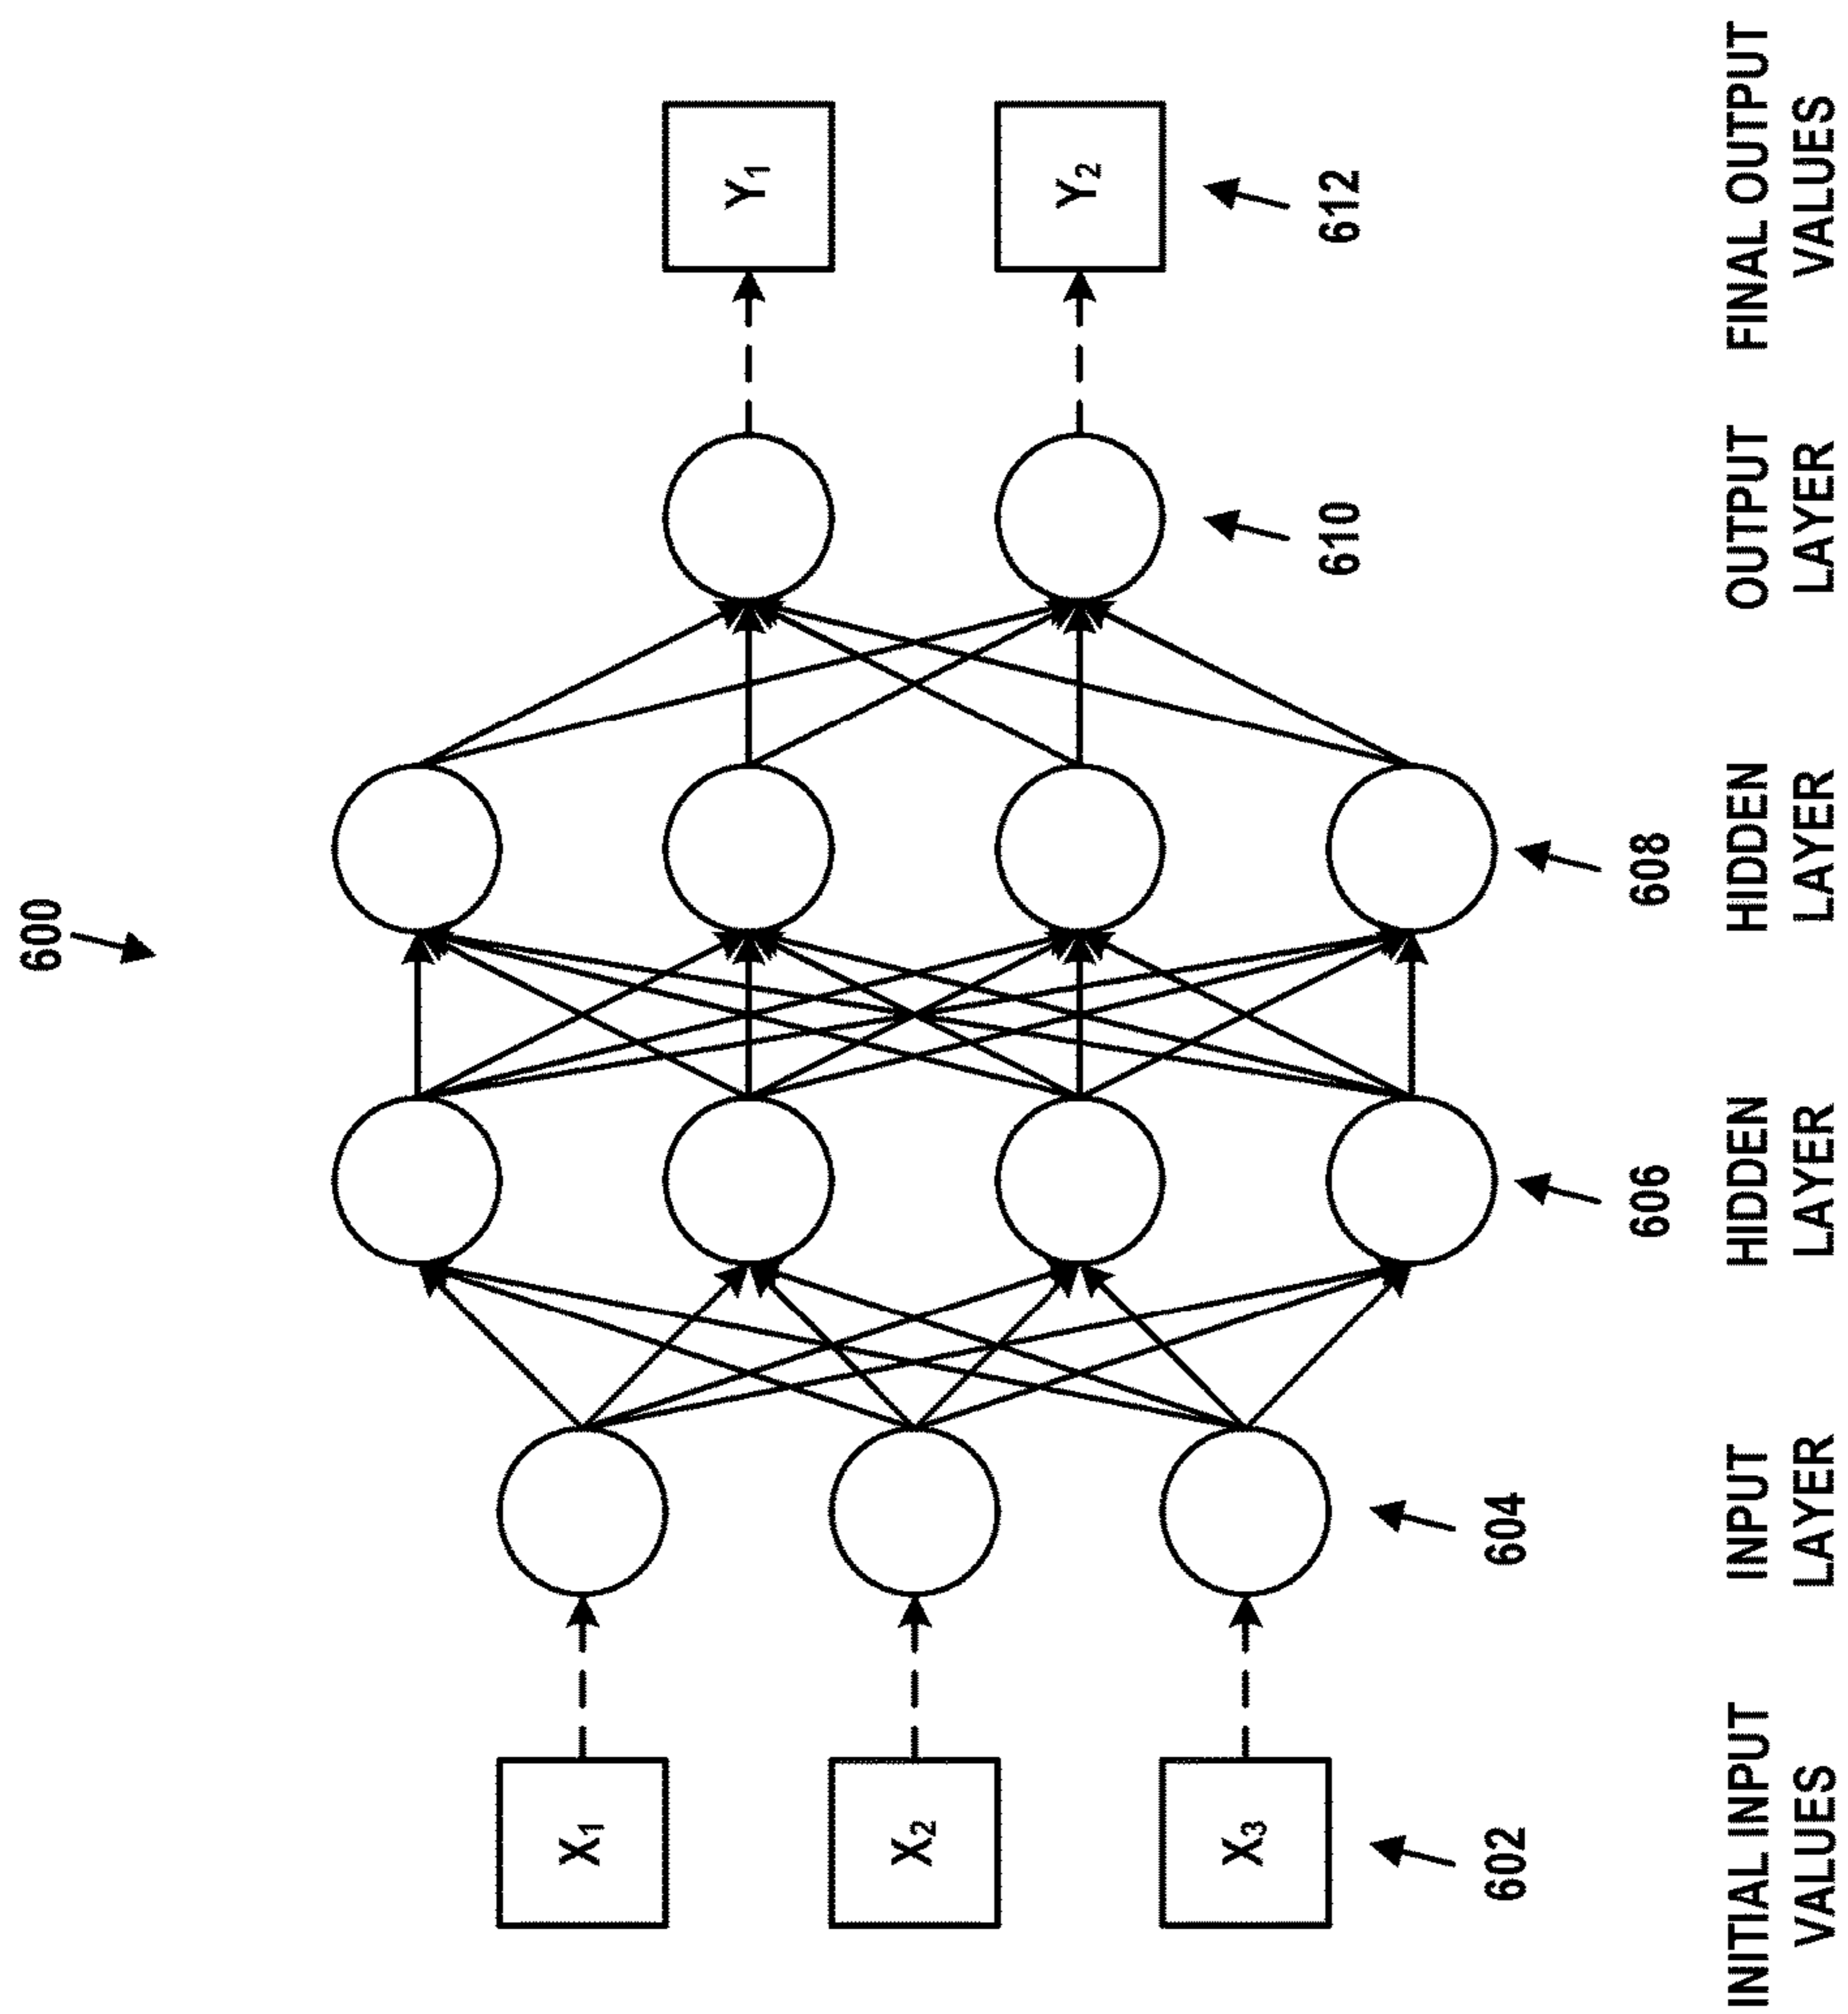 600
X1
X2
X3
Y1
Y2
602
604
606
608
610
612
INITIAL INPUT
VALUES
INPUT
LAYER
HIDDEN
LAYER
HIDDEN
LAYER
OUTPUT
LAYER
FINAL OUTPUT
VALUES